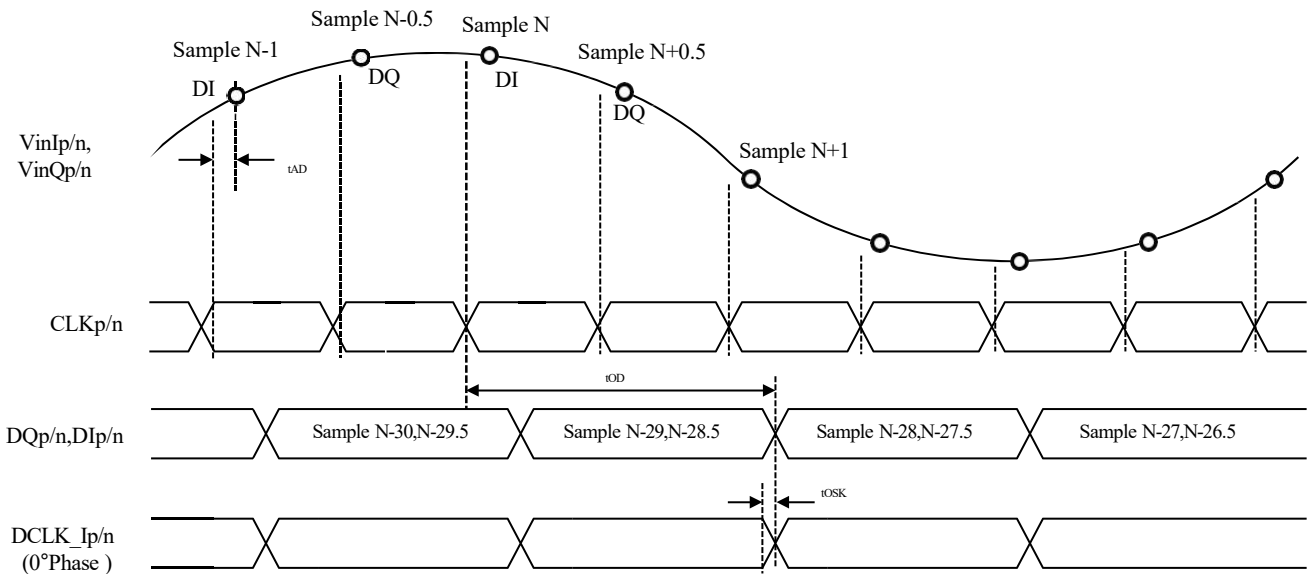 Sample N-0.5
Sample N
Sample N-1
Sample N+0.5
DI
DQ
DI
DQ
VinIp/n,
VinQp/n
tAD
Sample N+1
CLKp/n
tOD
DQp/n,DIp/n
Sample N-30,N-29.5
Sample N-29,N-28.5
Sample N-28,N-27.5
Sample N-27,N-26.5
tOSK
DCLK_Ip/n
(0°Phase )